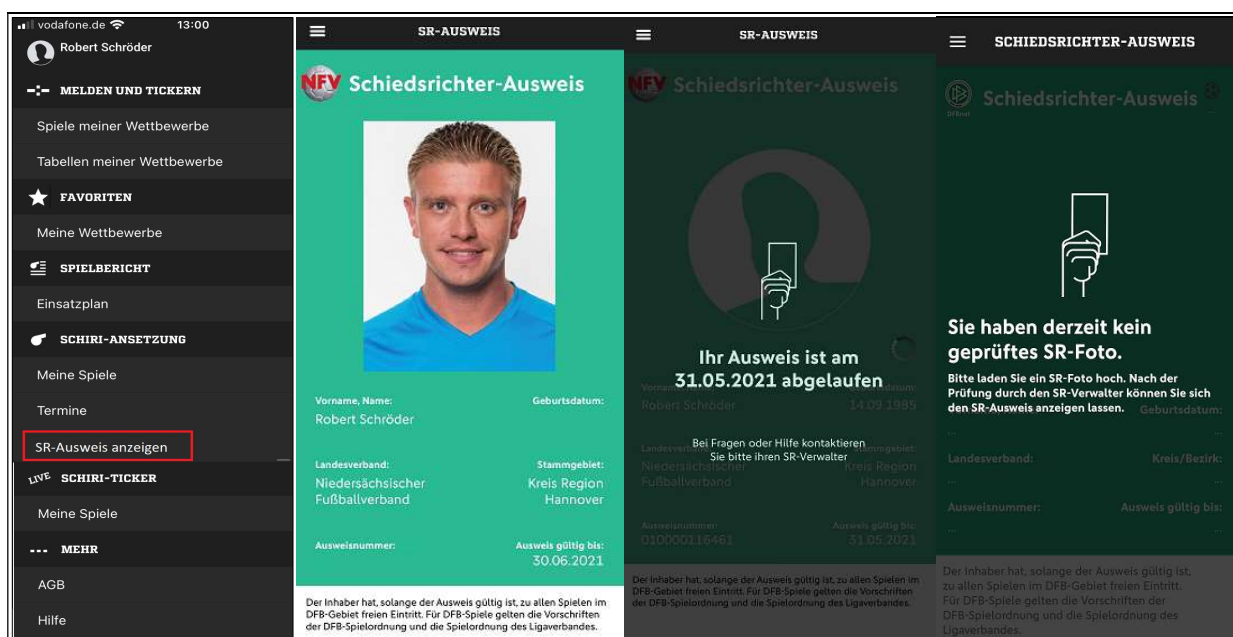 vodafone.de
13:00
Robert Schröder
MELDEN UND TICKERN
Spiele meiner Wettbewerbe
Tabellen meiner Wettbewerbe
FAVORITEN
Meine Wettbewerbe
SPIELBERICHT
Einsatzplan
SCHIRI-ANSETZUNG
Meine Spiele
Termine
SR-Ausweis anzeigen
LIVE SCHIRI-TICKER
Meine Spiele
MEHR
AGB
Hilfe
SR-AUSWEIS
NFV Schiedsrichter-Ausweis
Vorname, Name: Geburtsdatum:
Robert Schröder
Landesverband: Stammgebiet:
Niedersächsischer Kreis Region
Fußballverband Hannover
Ausweisnummer: Ausweis gültig bis:
30.06.2021
Der Inhaber hat, solange der Ausweis gültig ist, zu allen Spielen im
DFB-Gebiet freien Eintritt. Für DFB-Spiele gelten die Vorschriften
der DFB-Spielordnung und die Spielordnung des Ligaverbandes.
SR-AUSWEIS
NFV Schiedsrichter-Ausweis
Ihr Ausweis ist am
31.05.2021 abgelaufen
Robert Schröder 14.09.1985
Bei Fragen oder Hilfe kontaktieren
Sie bitte ihren SR-Verwalter
Niedersächsischer Kreis Region
Fußballverband Hannover
Ausweisnummer: Ausweis gültig bis:
010000116461 31.05.2021
Der Inhaber hat, solange der Ausweis gültig ist, zu allen Spielen im
DFB-Gebiet freien Eintritt. Für DFB-Spiele gelten die Vorschriften
der DFB-Spielordnung und die Spielordnung des Ligaverbandes.
SCHIEDSRICHTER-AUSWEIS
Schiedsrichter-Ausweis
DFBnet
Sie haben derzeit kein
geprüftes SR-Foto.
Bitte laden Sie ein SR-Foto hoch. Nach der
Prüfung durch den SR-Verwalter können Sie sich
den SR-Ausweis anzeigen lassen. Geburtsdatum:
Landesverband: Kreis/Bezirk:
Ausweisnummer: Ausweis gültig bis:
Der Inhaber hat, solange der Ausweis gültig ist,
zu allen Spielen im DFB-Gebiet freien Eintritt.
Für DFB-Spiele gelten die Vorschriften der
DFB-Spielordnung und die Spielordnung des
Ligaverbandes.